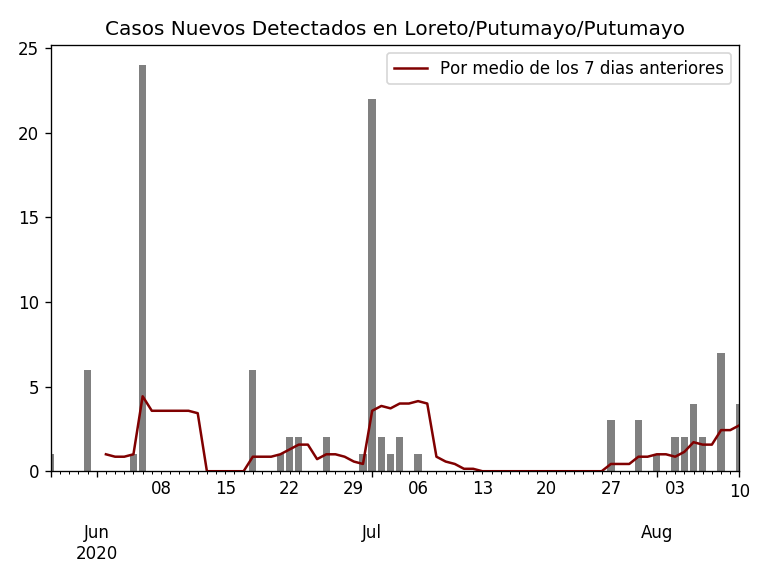 Casos Nuevos Detectados en Loreto/Putumayo/Putumayo
Por medio de los 7 dias anteriores
25
20
15
10
5
0
08 15 22 29 06 13 20 27 03 10
Jun Jul Aug
2020